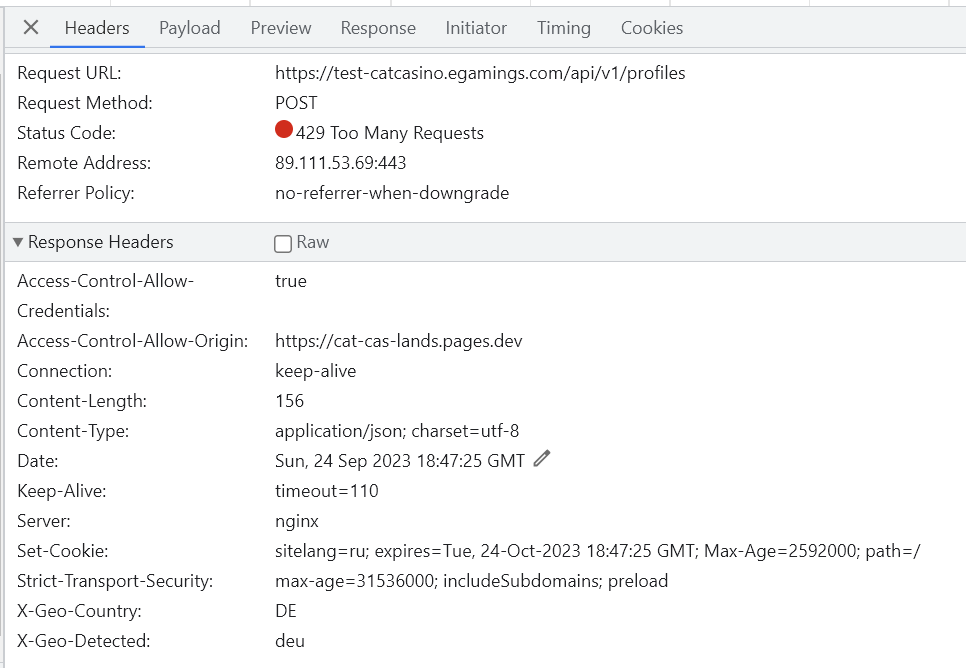 Headers Payload Preview Response Initiator Timing Cookies
Request URL: https://test-catcasino.egamings.com/api/v1/profiles
Request Method: POST
Status Code: 429 Too Many Requests
Remote Address: 89.111.53.69:443
Referrer Policy: no-referrer-when-downgrade
Response Headers Raw
Access-Control-Allow- true
Credentials:
Access-Control-Allow-Origin: https://cat-cas-lands.pages.dev
Connection: keep-alive
Content-Length: 156
Content-Type: application/json; charset=utf-8
Date: Sun, 24 Sep 2023 18:47:25 GMT
Keep-Alive: timeout=110
Server: nginx
Set-Cookie: sitelang=ru; expires=Tue, 24-Oct-2023 18:47:25 GMT; Max-Age=2592000; path=/
Strict-Transport-Security: max-age=31536000; includeSubdomains; preload
X-Geo-Country: DE
X-Geo-Detected: deu